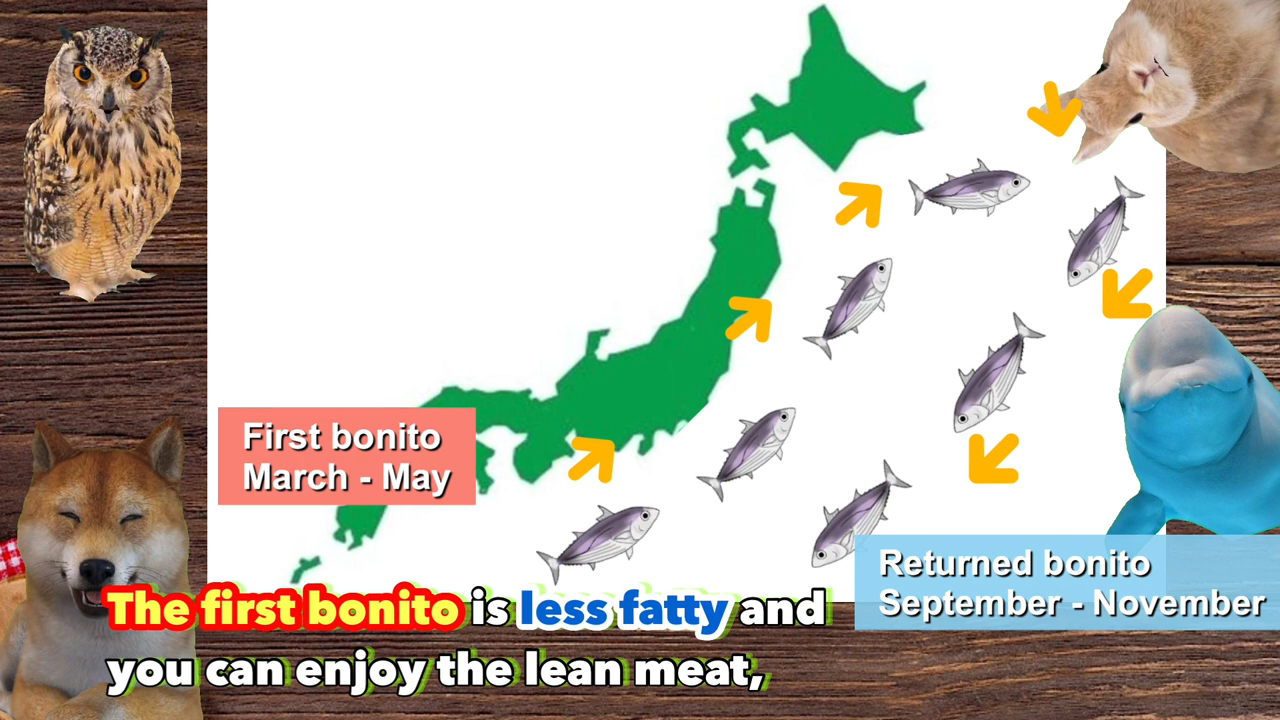 First bonito
March - May
Returned bonito
September - November
The first bonito is less fatty and
you can enjoy the lean meat,